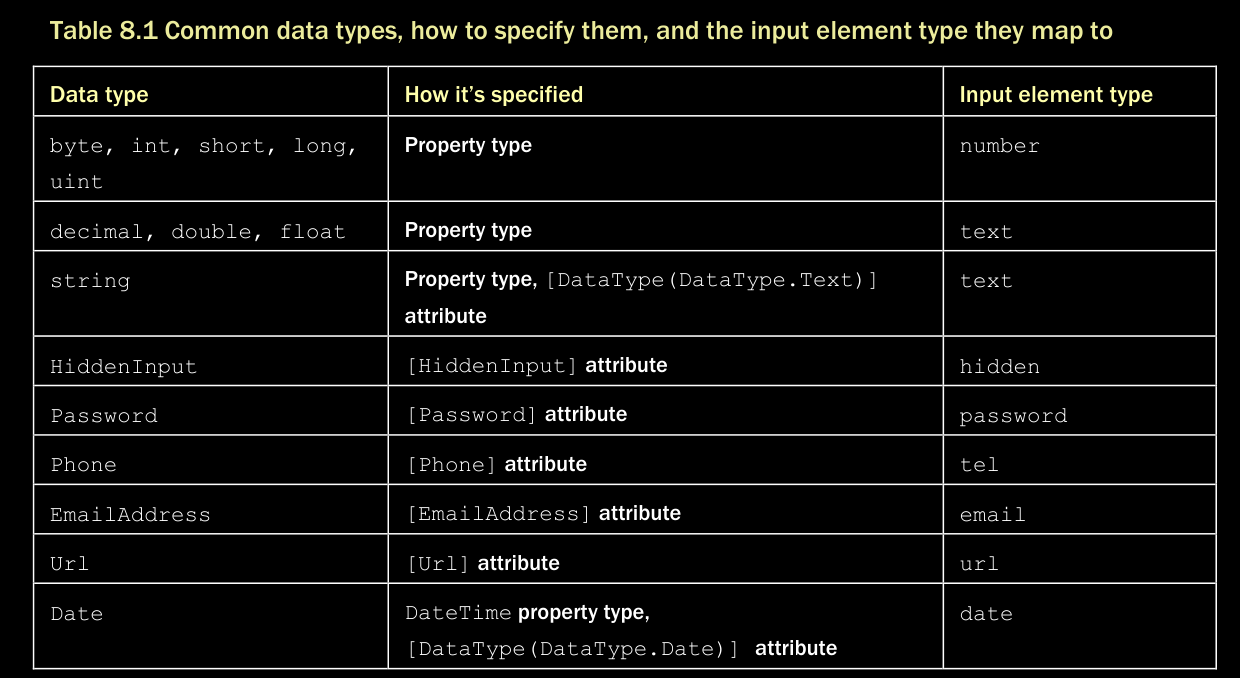 Table 8.1 Common data types, how to specify them, and the input element type they map to
Data type How it’s specified Input element type
byte, int, short, long, Property type number
uint
decimal, double, float Property type text
string Property type, [DataType(DataType.Text)] text
attribute
HiddenInput [HiddenInput] attribute hidden
Password [Password] attribute password
Phone [Phone] attribute tel
EmailAddress [EmailAddress] attribute email
Url [Url] attribute url
Date DateTime property type, date
[DataType(DataType.Date)] attribute